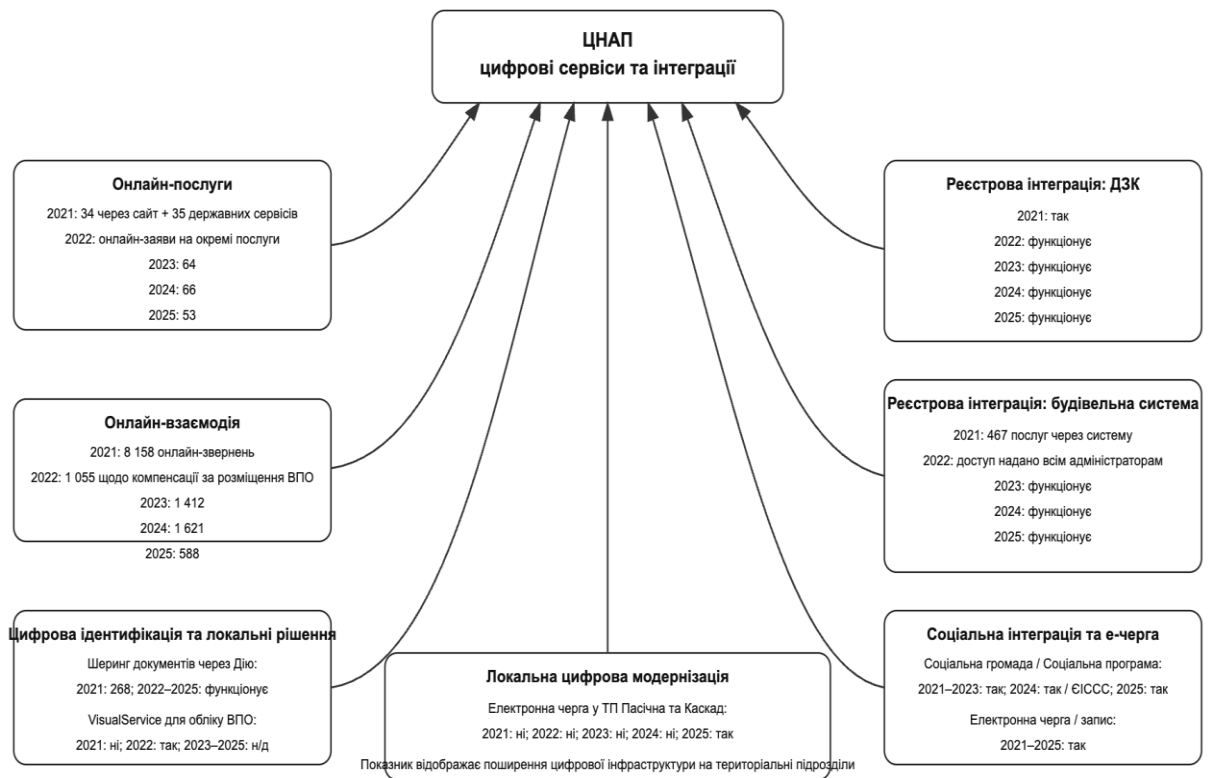 ЦНАП
цифрові сервіси та інтеграції
Онлайн-послуги
2021: 34 через сайт + 35 державних сервісів
2022: онлайн-заяви на окремі послуги
2023: 64
2024: 66
2025: 53
Реєстрова інтеграція: ДЗК
2021: так
2022: функціонує
2023: функціонує
2024: функціонує
2025: функціонує
Онлайн-взаємодія
2021: 8 158 онлайн-звернень
2022: 1 055 щодо компенсації за розміщення ВПО
2023: 1 412
2024: 1 621
2025: 588
Реєстрова інтеграція: будівельна система
2021: 467 послуг через систему
2022: доступ надано всім адміністраторам
2023: функціонує
2024: функціонує
2025: функціонує
Цифрова ідентифікація та локальні рішення
Шеринг документів через Дію:
2021: 268; 2022–2025: функціонує
VisualService для обліку ВПО:
2021: ні; 2022: так; 2023–2025: н/д
Локальна цифрова модернізація
Електронна черга у ТП Пасічна та Каскад:
2021: ні; 2022: ні; 2023: ні; 2024: ні; 2025: так
Показник відображає поширення цифрової інфраструктури на територіальні підрозділи
Соціальна інтеграція та е-черга
Соціальна громада / Соціальна програма:
2021–2023: так; 2024: так / ЄІССС; 2025: так
Електронна черга / запис:
2021–2025: так